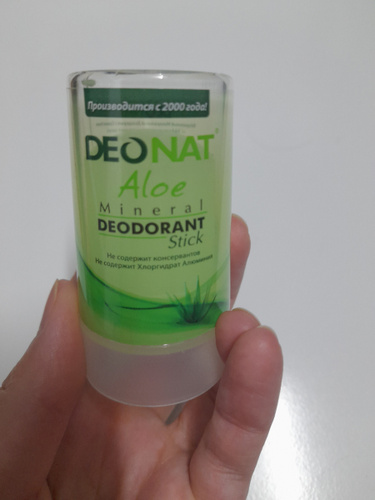 Производится с 2000 года!
DEONAT
Aloe
Mineral
DEODORANT
Stick
Не содержит консервантов
Не содержит Хлоргидрат Алюминия